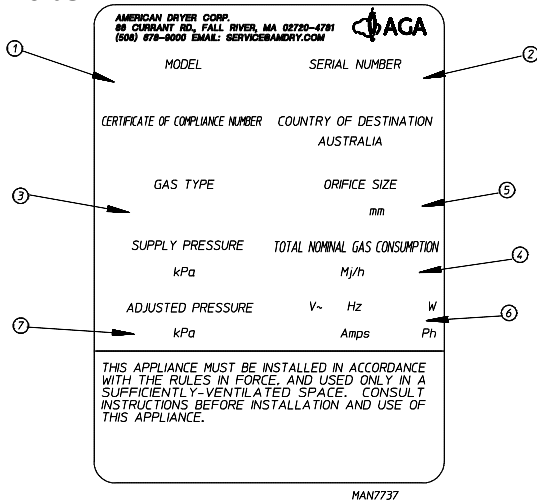 AMERICAN DRYER CORP.
88 CURRANT RD., FALL RIVER, MA 02720-4781
(508) 678-9000 EMAIL: SERVICE@AMDRY.COM
AGA
1
MODEL
SERIAL NUMBER
2
CERTIFICATE OF COMPLIANCE NUMBER
COUNTRY OF DESTINATION
AUSTRALIA
3
GAS TYPE
ORIFICE SIZE
5
mm
SUPPLY PRESSURE
TOTAL NOMINAL GAS CONSUMPTION
kPa
Mj/h
4
ADJUSTED PRESSURE
V~ Hz W
6
7
kPa
Amps Ph
THIS APPLIANCE MUST BE INSTALLED IN ACCORDANCE
WITH THE RULES IN FORCE, AND USED ONLY IN A
SUFFICIENTLY-VENTILATED SPACE. CONSULT
INSTRUCTIONS BEFORE INSTALLATION AND USE OF
THIS APPLIANCE.
MAN7737